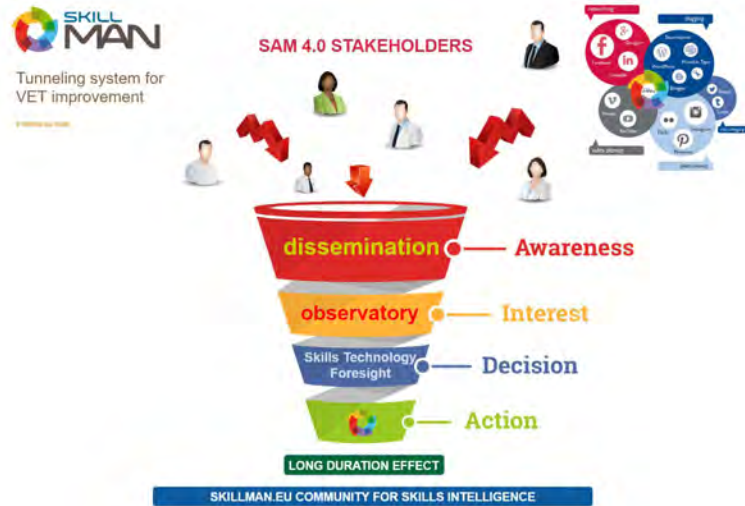 SKILL
MAN
SAM 4.0 STAKEHOLDERS
Tunneling system for
VET improvement
dissemination
Awareness
observatory
Interest
Skills Technology
Foresight
Decision
Action
LONG DURATION EFFECT
SKILLMAN.EU COMMUNITY FOR SKILLS INTELLIGENCE